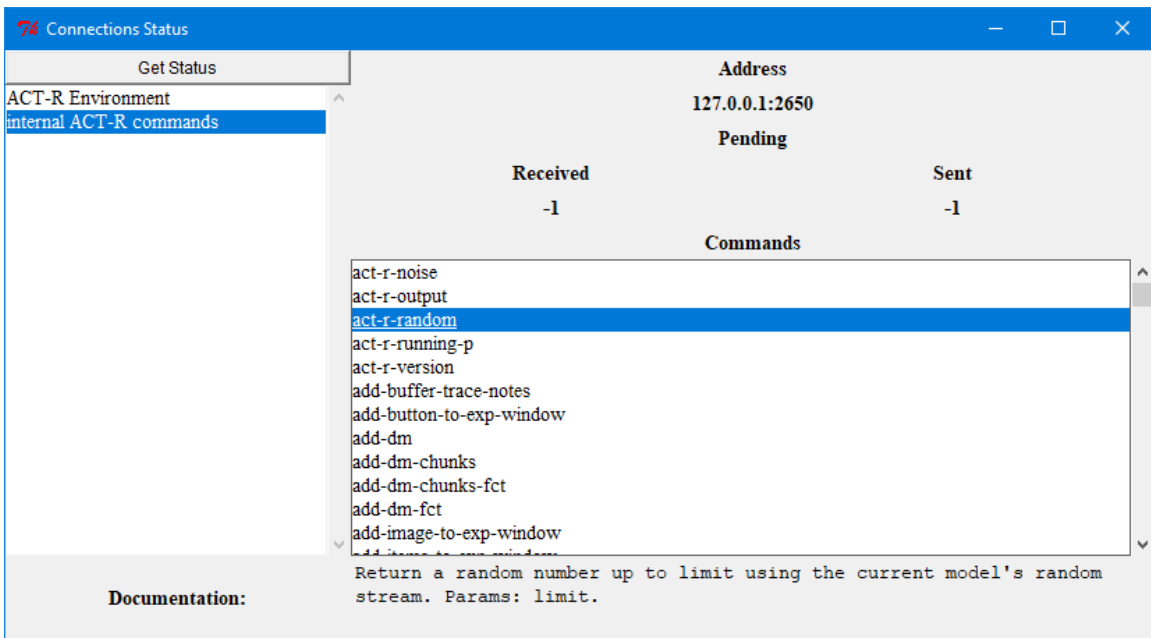 Connections Status
Get Status
ACT-R Environment
internal ACT-R commands
Address
127.0.0.1:2650
Pending
Received Sent
-1 -1
Commands
act-r-noise
act-r-output
act-r-random
act-r-running-p
act-r-version
add-buffer-trace-notes
add-button-to-exp-window
add-dm
add-dm-chunks
add-dm-chunks-fct
add-dm-fct
add-image-to-exp-window
Documentation:
Return a random number up to limit using the current model's random
stream. Params: limit.